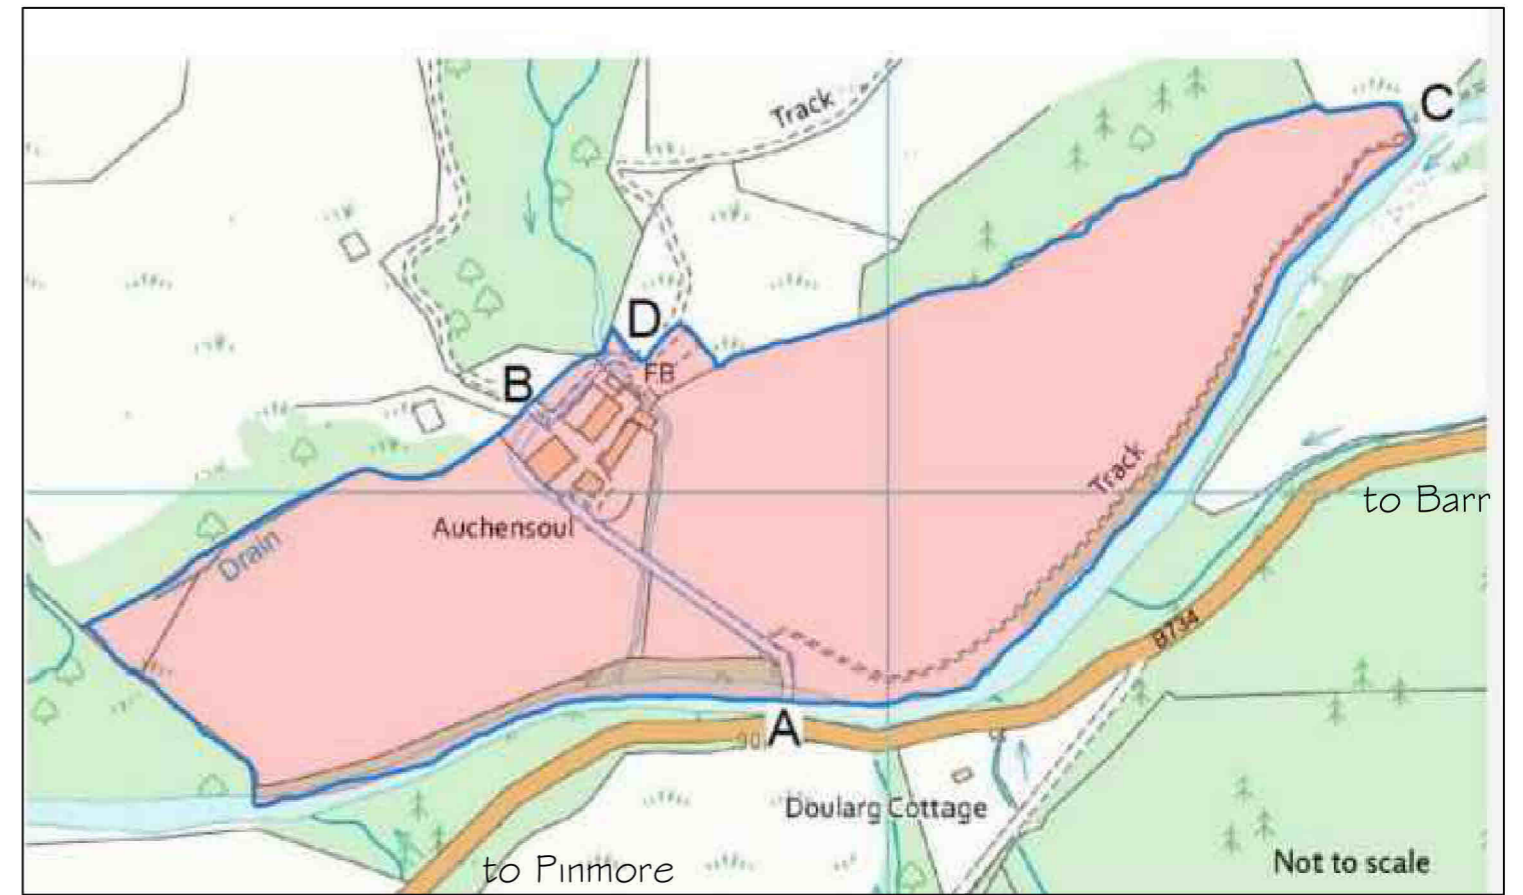 C
Track
D
B
FB
Track
to Barr
Auchensoul
Drain
B734
A
Doularg Cottage
to Pinmore
Not to scale